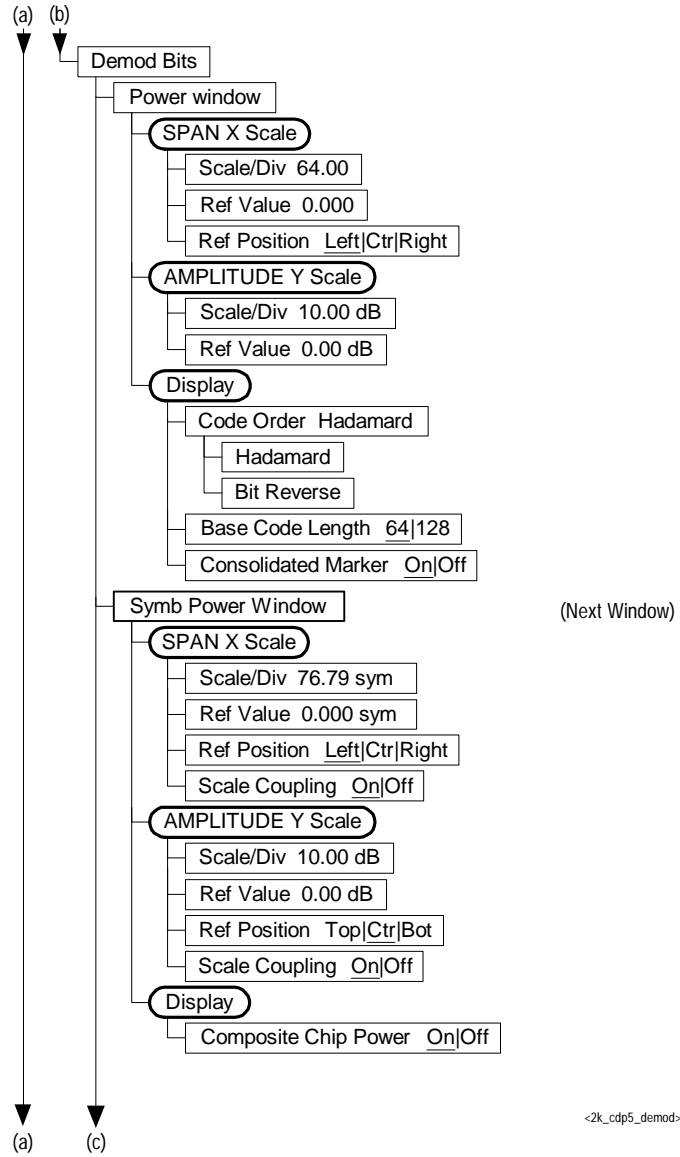 (a) (b)
Demod Bits
Power window
SPAN X Scale
Scale/Div 64.00
Ref Value 0.000
Ref Position Left|Ctr|Right
AMPLITUDE Y Scale
Scale/Div 10.00 dB
Ref Value 0.00 dB
Display
Code Order Hadamard
Hadamard
Bit Reverse
Base Code Length 64|128
Consolidated Marker On|Off
Symb Power Window (Next Window)
SPAN X Scale
Scale/Div 76.79 sym
Ref Value 0.000 sym
Ref Position Left|Ctr|Right
Scale Coupling On|Off
AMPLITUDE Y Scale
Scale/Div 10.00 dB
Ref Value 0.00 dB
Ref Position Top|Ctr|Bot
Scale Coupling On|Off
Display
Composite Chip Power On|Off
<2k_cdp5_demod>
(a) (c)